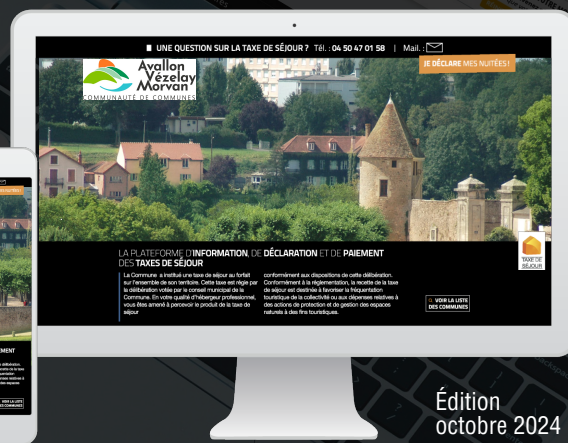 ■ UNE QUESTION SUR LA TAXE DE SÉJOUR ? Tél. : 04 50 47 01 58 | Mail. :
JE DÉCLARE MES NUITÉES !
Avallon
Vézelay
Morvan
COMMUNAUTÉ DE COMMUNES
LA PLATEFORME D'INFORMATION, DE DÉCLARATION ET DE PAIEMENT
DES TAXES DE SÉJOUR
La Commune a institué une taxe de séjour au forfait
sur l'ensemble de son territoire. Cette taxe est régie par
la délibération votée par le conseil municipal de la
Commune. En votre qualité d'hébergeur professionnel,
vous êtes amené à percevoir le produit de la taxe de
séjour
conformément aux dispositions de cette délibération.
Conformément à la réglementation, la recette de la taxe
de séjour est destinée à favoriser la fréquentation
touristique de la collectivité ou aux dépenses relatives à
des actions de protection et de gestion des espaces
naturels à des fins touristiques.
TAXE DE
SÉJOUR
VOIR LA LISTE
DES COMMUNES
VOIR LA LISTE
DES COMMUNES
Édition
octobre 2024